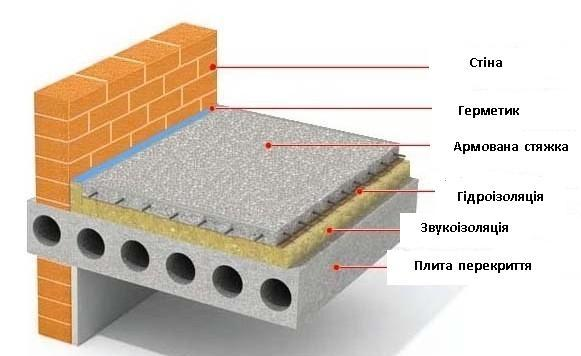 Стіна
Герметик
Армована стяжка
Гідроізоляція
Звукоізоляція
Плита перекриття